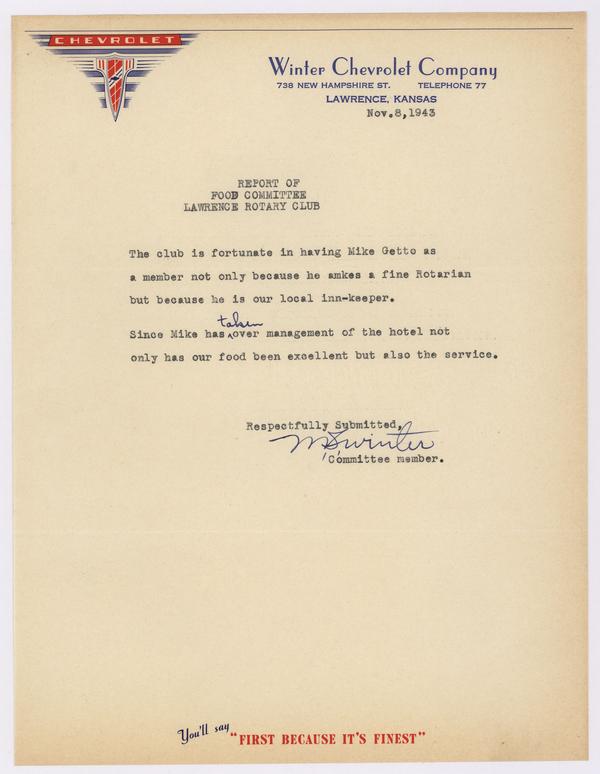 CHEVROLET
Winter Chevrolet Company
738 NEW HAMPSHIRE ST. TELEPHONE 77
LAWRENCE, KANSAS
Nov.8,1943
REPORT OF
FOOD COMMITTEE
LAWRENCE ROTARY CLUB
The club is fortunate in having Mike Getto as
a member not only because he amkes a fine Rotarian
but because he is our local inn-keeper.
taken
Since Mike has over management of the hotel not
only has our food been excellent but also the service.
Respectfully Submitted,
M S Winter
Committee member.
You'll say "FIRST BECAUSE IT'S FINEST"